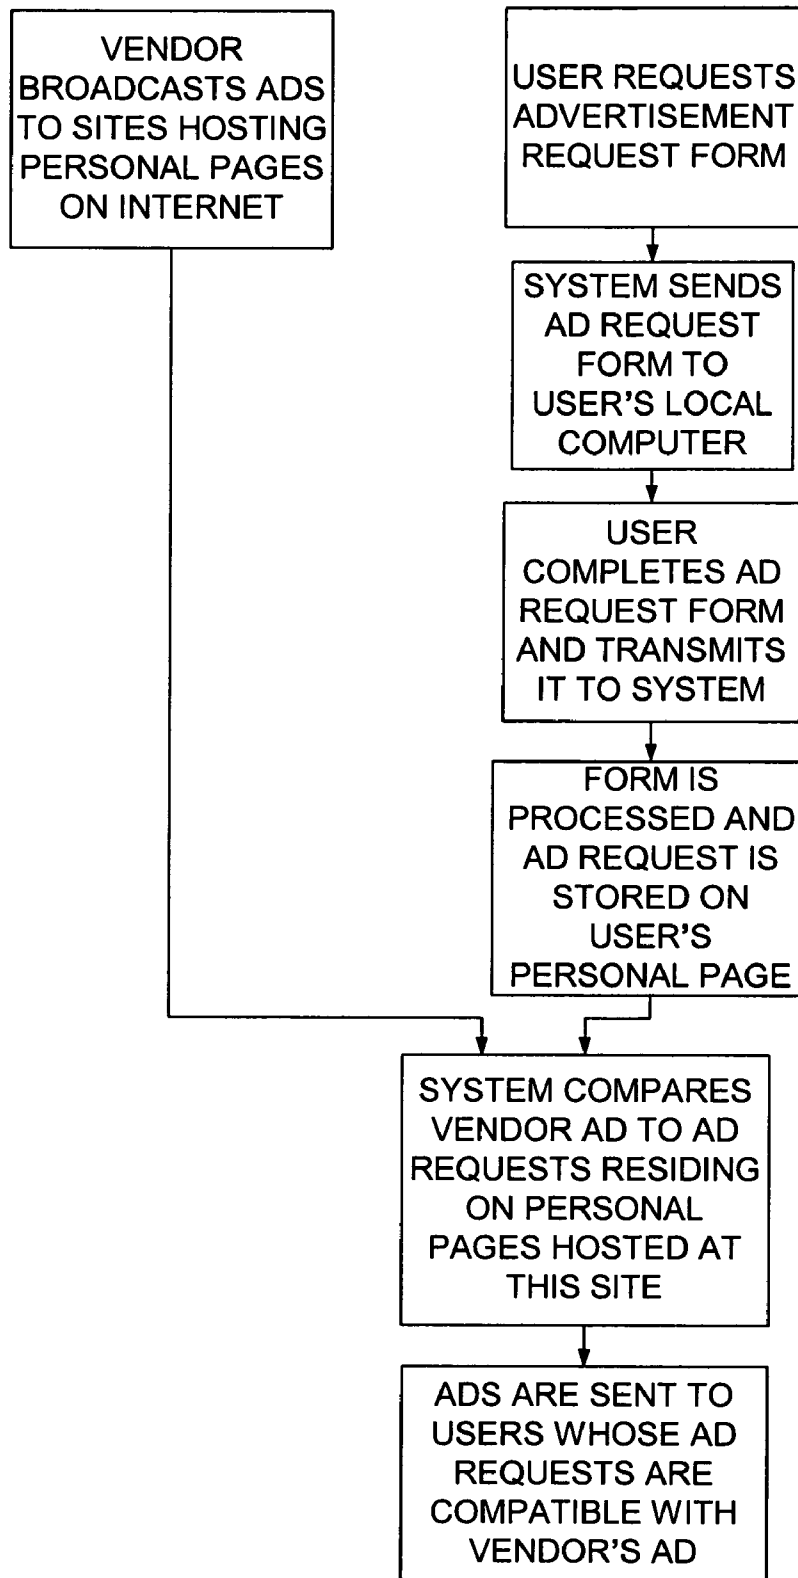 VENDOR
BROADCASTS ADS
TO SITES HOSTING
PERSONAL PAGES
ON INTERNET
USER REQUESTS
ADVERTISEMENT
REQUEST FORM
SYSTEM SENDS
AD REQUEST
FORM TO
USER'S LOCAL
COMPUTER
USER
COMPLETES AD
REQUEST FORM
AND TRANSMITS
IT TO SYSTEM
FORM IS
PROCESSED AND
AD REQUEST IS
STORED ON
USER'S
PERSONAL PAGE
SYSTEM COMPARES
VENDOR AD TO AD
REQUESTS RESIDING
ON PERSONAL
PAGES HOSTED AT
THIS SITE
ADS ARE SENT TO
USERS WHOSE AD
REQUESTS ARE
COMPATIBLE WITH
VENDOR'S AD